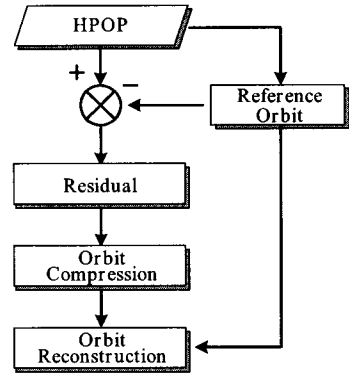 HPOP
+
−
Reference
Orbit
Residual
Orbit
Compression
Orbit
Reconstruction